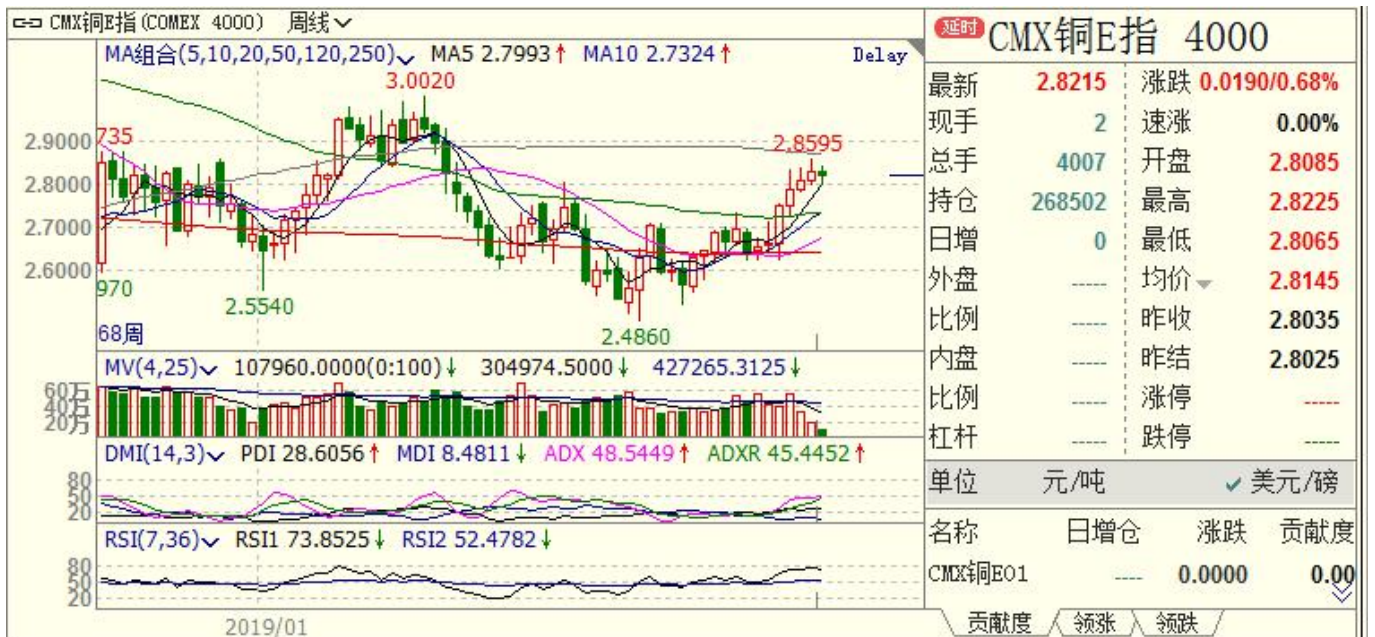 CMX铜E指(COMEX 4000) 周线
MA组合(5,10,20,50,120,250) MA5 2.7993↑ MA10 2.7324↑ Delay
3.0020
2.9000
735
2.8595
2.8000
2.7000
2.6000
970
2.5540
68周
2.4860
MV(4,25) 107960.0000(0:100)↓ 304974.5000↓ 427265.3125↓
60万
40万
20万
DMI(14,3) PDI 28.6056↑ MDI 8.4811↓ ADX 48.5449↑ ADXR 45.4452↑
80
50
20
RSI(7,36) RSI1 73.8525↓ RSI2 52.4782↓
80
50
20
2019/01
延时 CMX铜E指 4000
最新 2.8215 涨跌 0.0190/0.68%
现手 2 速涨 0.00%
总手 4007 开盘 2.8085
持仓 268502 最高 2.8225
日增 0 最低 2.8065
外盘 ----- 均价 2.8145
比例 ----- 昨收 2.8035
内盘 ----- 昨结 2.8025
比例 ----- 涨停 -----
杠杆 ----- 跌停 -----
单位 元/吨 ✓ 美元/磅
名称 日增仓 涨跌 贡献度
CMX铜E01 ---- 0.0000 0.00
贡献度 领涨 领跌